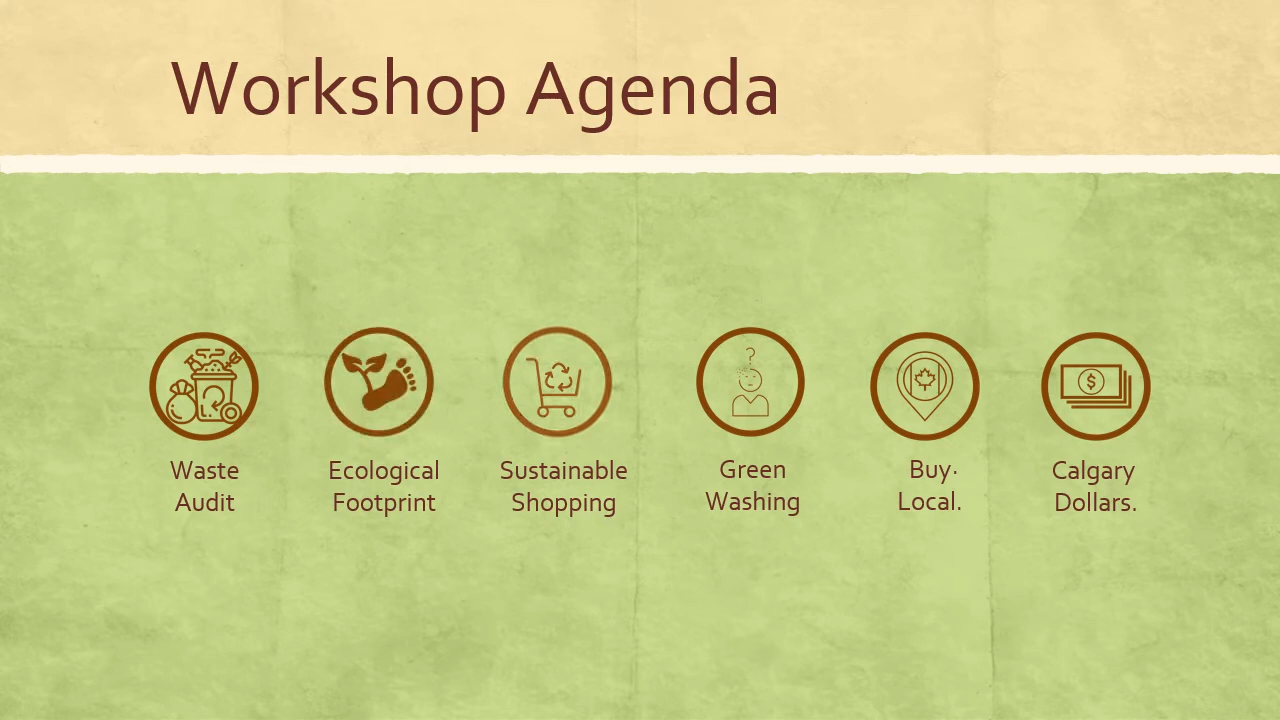 Workshop Agenda
Waste
Audit
Ecological
Footprint
Sustainable
Shopping
?
Green
Washing
Buy.
Local.
$
Calgary
Dollars.